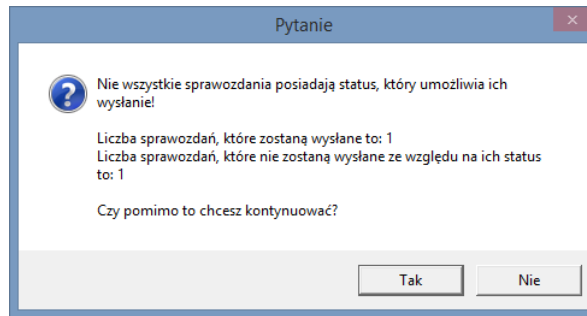 Pytanie
Nie wszystkie sprawozdania posiadają status, który umożliwia ich
wysłanie!
Liczba sprawozdań, które zostaną wysłane to: 1
Liczba sprawozdań, które nie zostaną wysłane ze względu na ich status
to: 1
Czy pomimo to chcesz kontynuować?
Tak
Nie